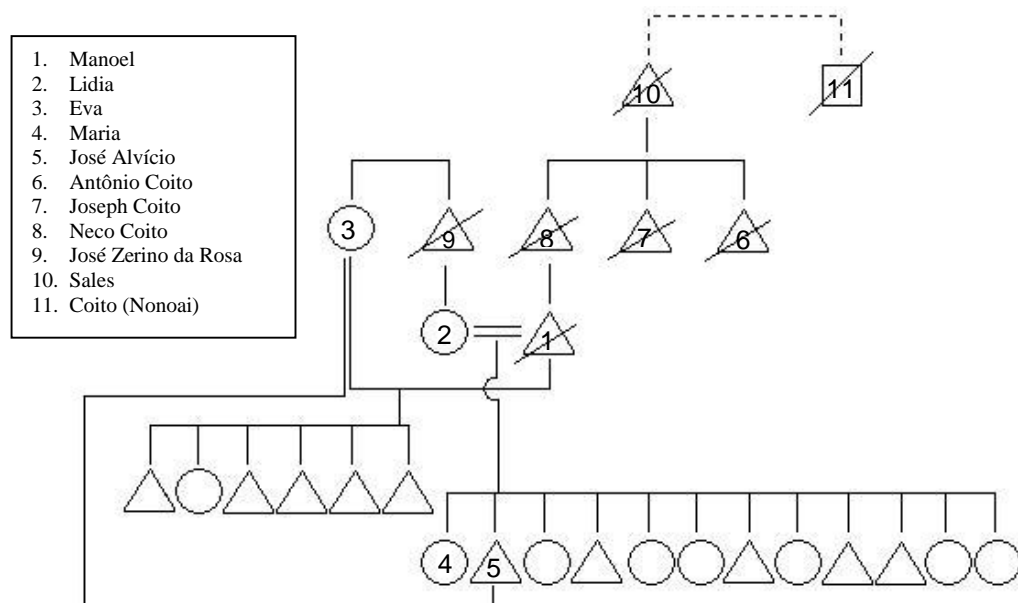 1. Manoel
2. Lidia
3. Eva
4. Maria
5. José Alvício
6. Antônio Coito
7. Joseph Coito
8. Neco Coito
9. José Zerino da Rosa
10. Sales
11. Coito (Nonoai)
10
11
3
9
8
7
6
2
1
4
5